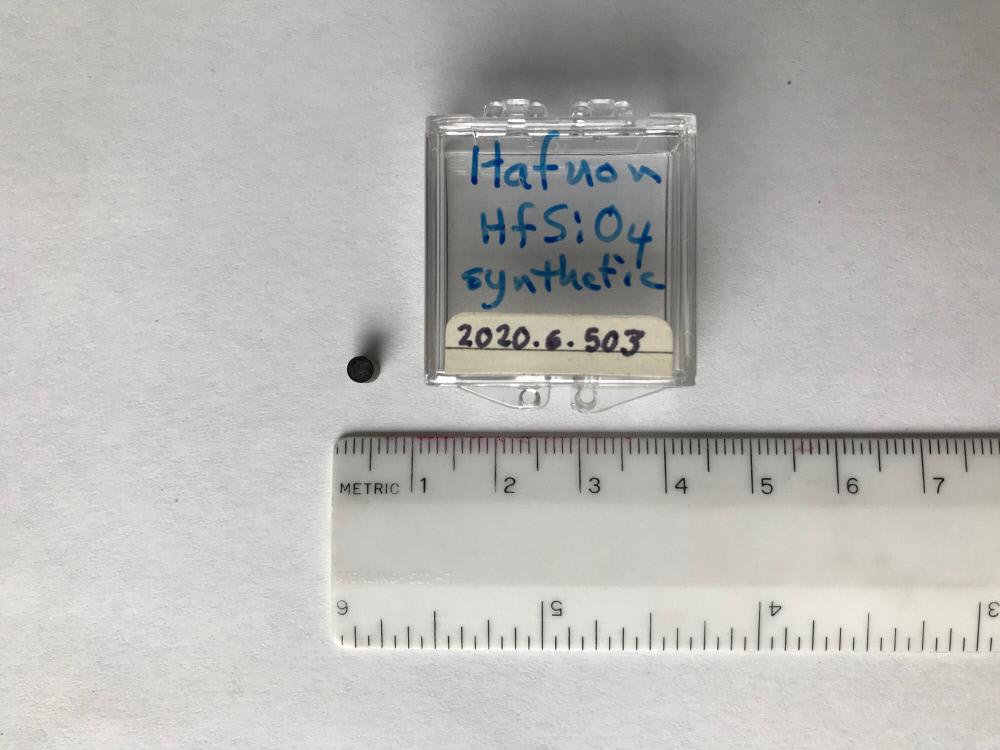 Hafnon
HfSiO4
synthetic
2020.6.503
METRIC 1 2 3 4 5 6 7
6 5 4 3